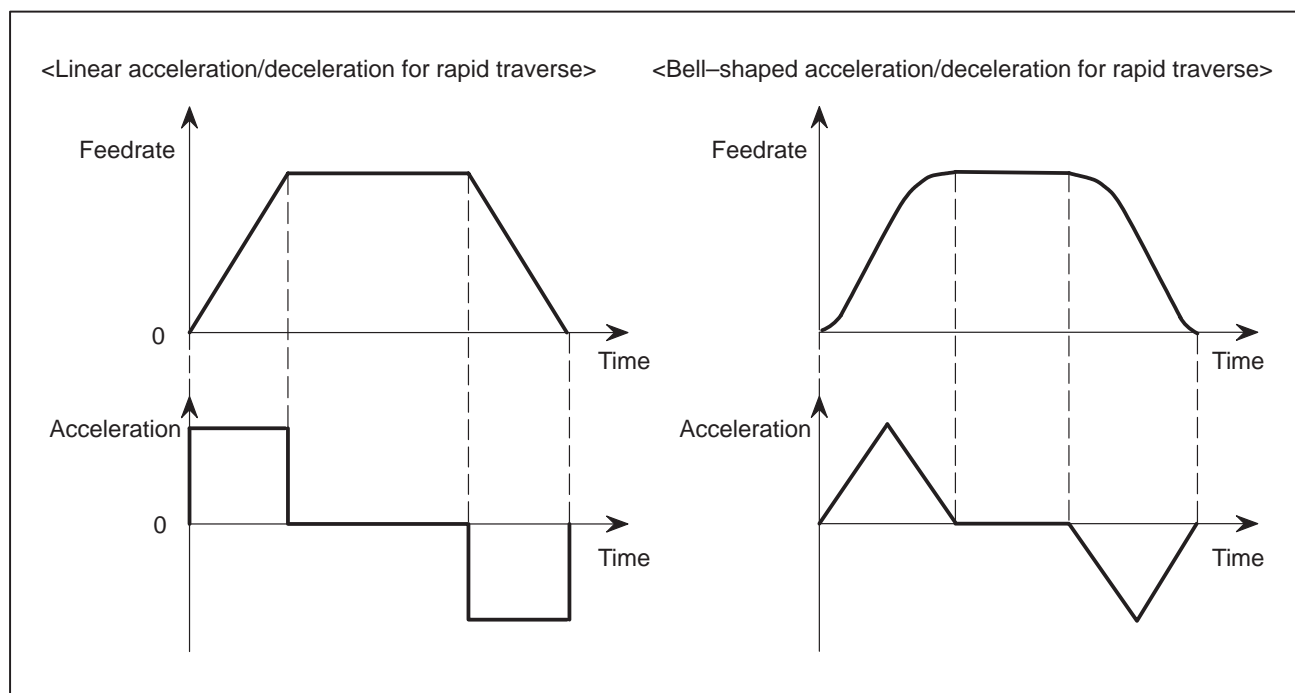 <Linear acceleration/deceleration for rapid traverse>
Feedrate
0
Time
Acceleration
0
Time
<Bell–shaped acceleration/deceleration for rapid traverse>
Feedrate
Time
Acceleration
Time